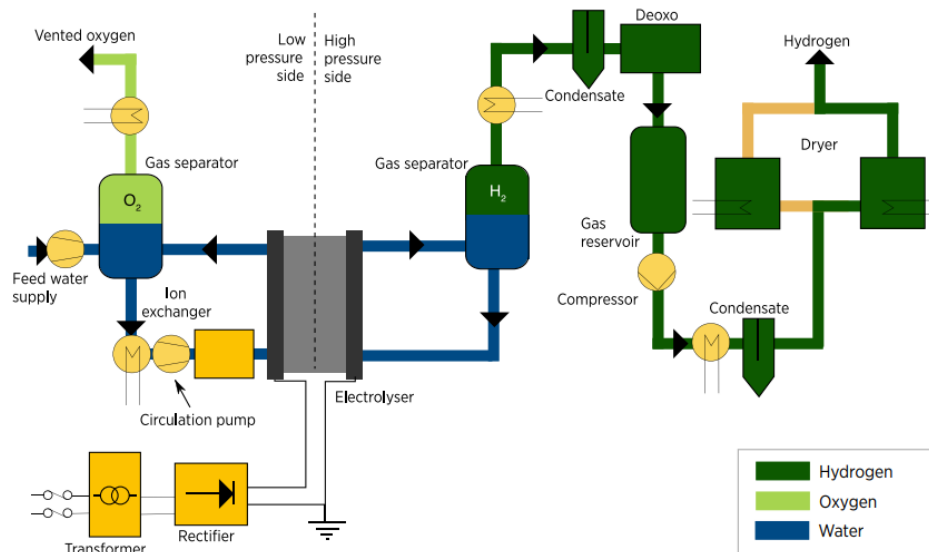 Vented oxygen
Low
pressure
side
High
pressure
side
Deoxo
Hydrogen
Condensate
Gas separator
Gas separator
Dryer
O₂
H₂
Gas
reservoir
Feed water
supply
Ion
exchanger
Compressor
Condensate
Circulation pump
Electrolyser
Transformer
Rectifier
Hydrogen
Oxygen
Water